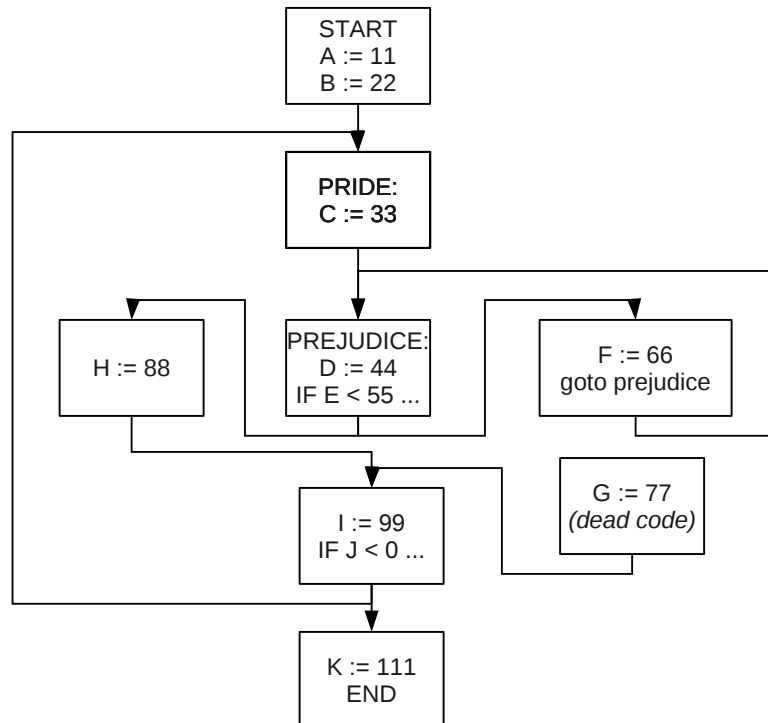 START
A := 11
B := 22
PRIDE:
C := 33
H := 88
PREJUDICE:
D := 44
IF E < 55 ...
F := 66
goto prejudice
G := 77
(dead code)
I := 99
IF J < 0 ...
K := 111
END